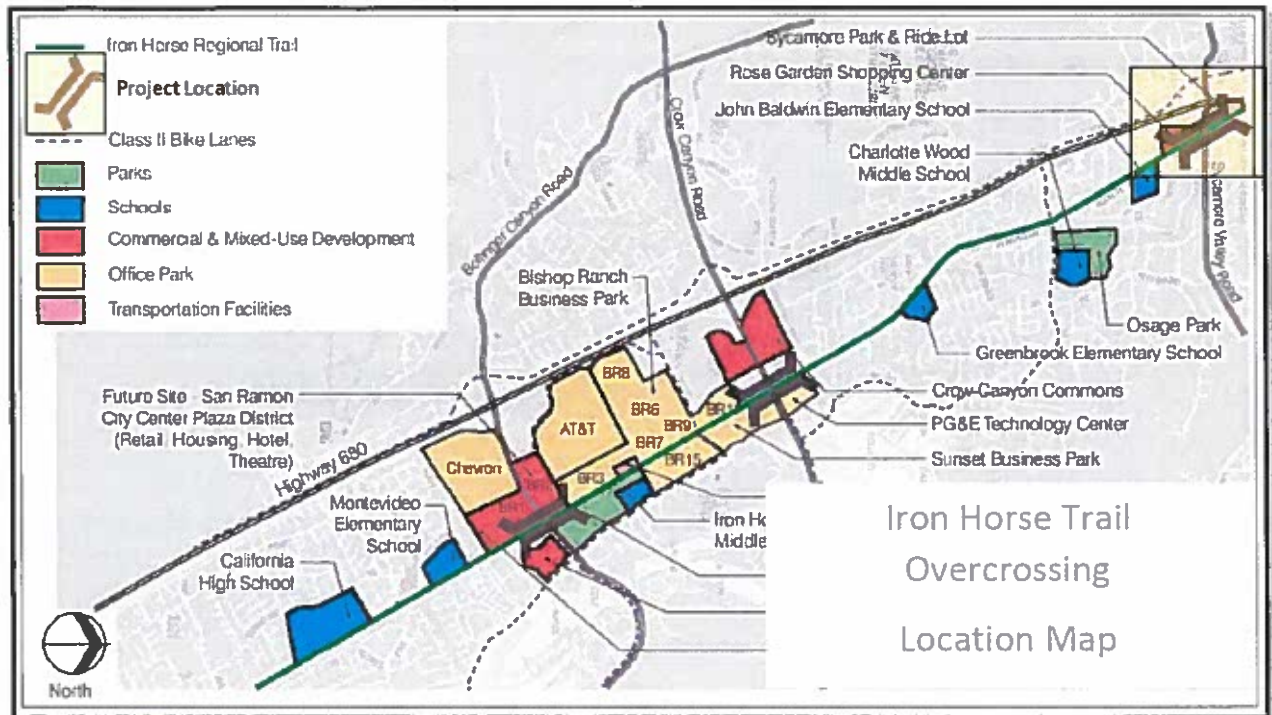 Iron Horse Regional Trail
Project Location
Class II Bike Lanes
Parks
Schools
Commercial & Mixed-Use Development
Office Park
Transportation Facilities
Sycamore Park & Ride Lot
Rose Garden Shopping Center
John Baldwin Elementary School
Charlotte Wood
Middle School
Sycamore Valley Road
Crow Canyon Road
Bollinger Canyon Road
Bishop Ranch
Business Park
Osage Park
Greenbrook Elementary School
Crow Canyon Commons
PG&E Technology Center
Sunset Business Park
Future Site - San Ramon
City Center Plaza District
(Retail, Housing, Hotel,
Theatre)
Highway 680
BR8
BR6
AT&T
BR9
BR7
BR15
BR3
Chevron
Montevideo
Elementary
School
California
High School
Iron
Middle
Iron Horse Trail
Overcrossing
Location Map
North